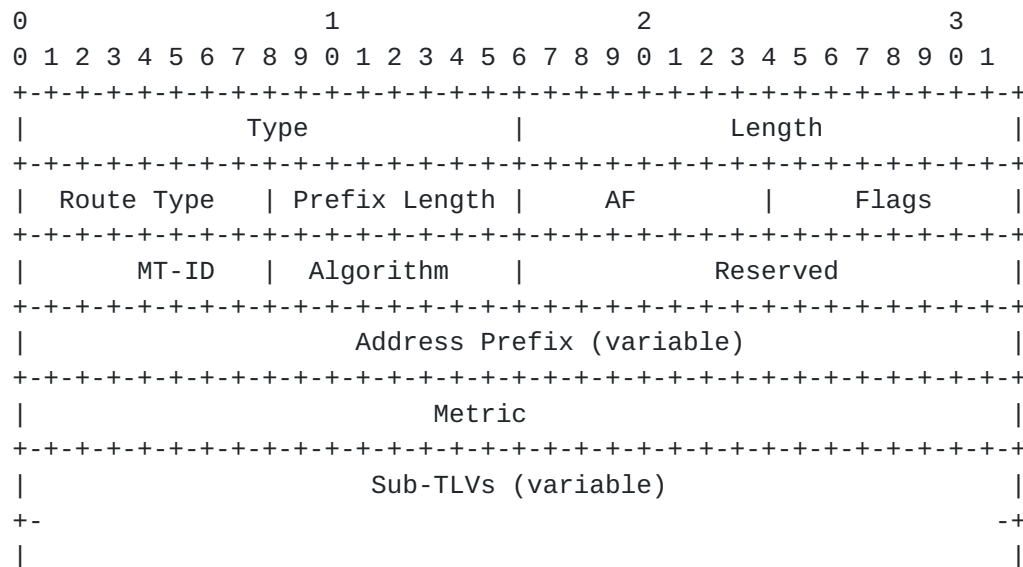 0                   1                   2                   3
0 1 2 3 4 5 6 7 8 9 0 1 2 3 4 5 6 7 8 9 0 1 2 3 4 5 6 7 8 9 0 1
+-+-+-+-+-+-+-+-+-+-+-+-+-+-+-+-+-+-+-+-+-+-+-+-+-+-+-+-+-+-+-+-+
|              Type             |             Length            |
+-+-+-+-+-+-+-+-+-+-+-+-+-+-+-+-+-+-+-+-+-+-+-+-+-+-+-+-+-+-+-+-+
|  Route Type   | Prefix Length |     AF        |     Flags     |
+-+-+-+-+-+-+-+-+-+-+-+-+-+-+-+-+-+-+-+-+-+-+-+-+-+-+-+-+-+-+-+-+
|       MT-ID   |  Algorithm    |            Reserved           |
+-+-+-+-+-+-+-+-+-+-+-+-+-+-+-+-+-+-+-+-+-+-+-+-+-+-+-+-+-+-+-+-+
|                     Address Prefix (variable)                 |
+-+-+-+-+-+-+-+-+-+-+-+-+-+-+-+-+-+-+-+-+-+-+-+-+-+-+-+-+-+-+-+-+
|                          Metric                               |
+-+-+-+-+-+-+-+-+-+-+-+-+-+-+-+-+-+-+-+-+-+-+-+-+-+-+-+-+-+-+-+-+
|                      Sub-TLVs (variable)                      |
+-                                                             -+
|                                                               |